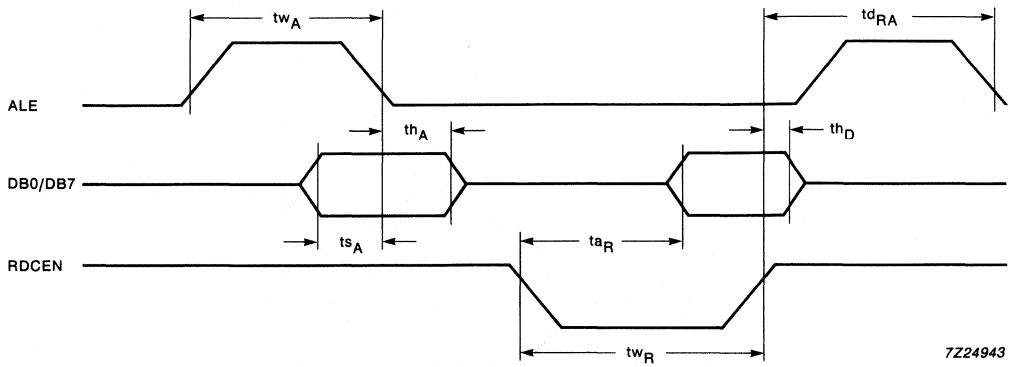 twA
tdRA
ALE
thA
thD
DB0/DB7
tsA
taR
RDCEN
twR
7Z24943